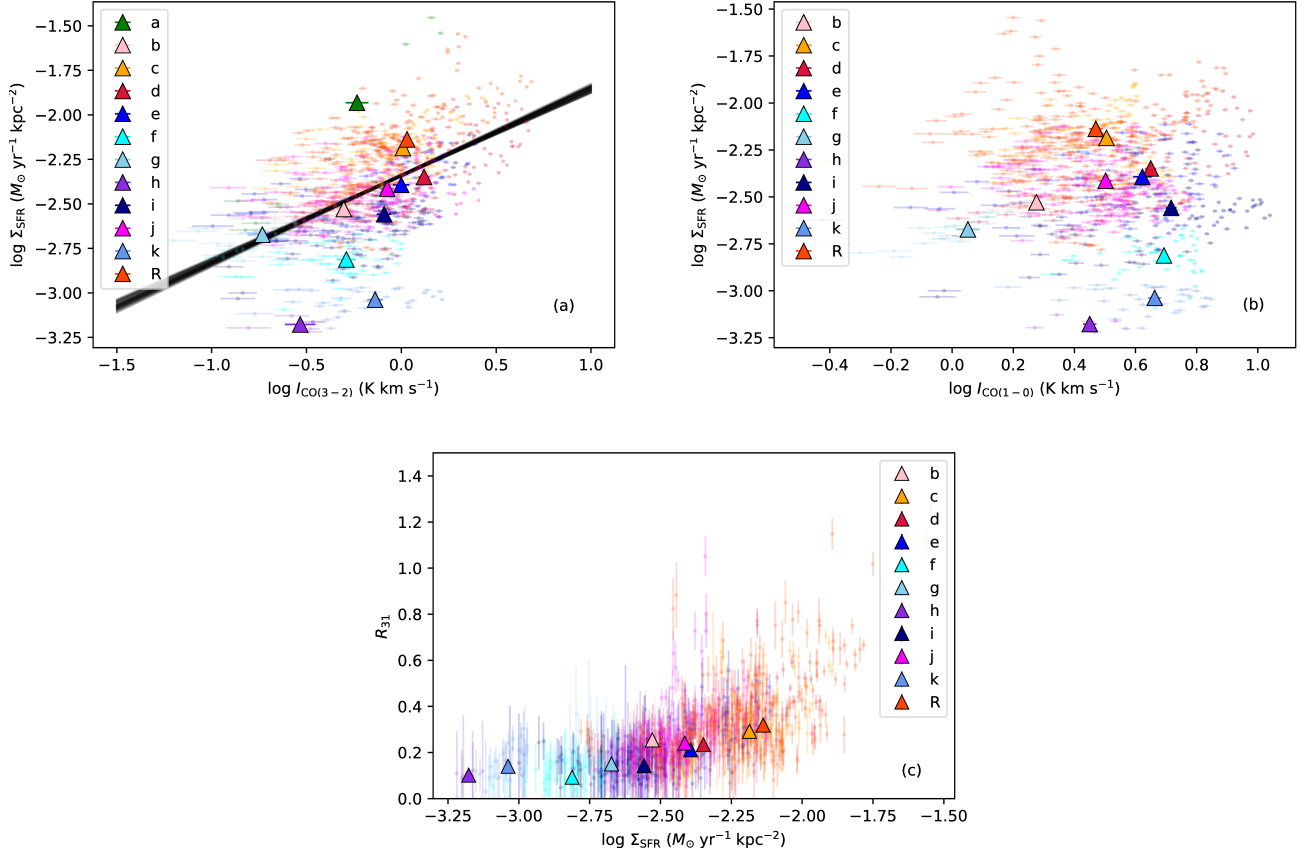 a
b
c
d
e
f
g
h
i
j
k
R
−1.50
−1.75
−2.00
−2.25
−2.50
−2.75
−3.00
−3.25
log Σ_SFR (M_⊙ yr⁻¹ kpc⁻²)
(a)
−1.5 −1.0 −0.5 0.0 0.5 1.0
log I_CO(3−2) (K km s⁻¹)
b
c
d
e
f
g
h
i
j
k
R
−1.50
−1.75
−2.00
−2.25
−2.50
−2.75
−3.00
−3.25
log Σ_SFR (M_⊙ yr⁻¹ kpc⁻²)
(b)
−0.4 −0.2 0.0 0.2 0.4 0.6 0.8 1.0
log I_CO(1−0) (K km s⁻¹)
b
c
d
e
f
g
h
i
j
k
R
1.4
1.2
1.0
0.8
0.6
0.4
0.2
0.0
R₃₁
(c)
−3.25 −3.00 −2.75 −2.50 −2.25 −2.00 −1.75 −1.50
log Σ_SFR (M_⊙ yr⁻¹ kpc⁻²)